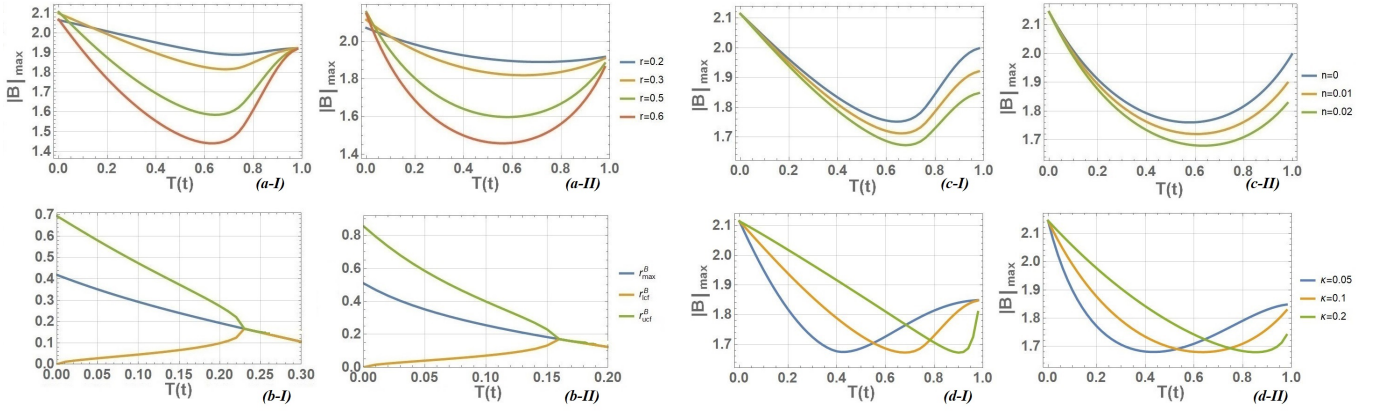 2.1
2.0
1.9
1.8
1.7
1.6
1.5
1.4
|B|max
0.0 0.2 0.4 0.6 0.8 1.0
T(t)
(a-I)
2.0
1.8
1.6
1.4
|B|max
0.0 0.2 0.4 0.6 0.8 1.0
T(t)
(a-II)
r=0.2
r=0.3
r=0.5
r=0.6
2.1
2.0
1.9
1.8
1.7
|B|max
0.0 0.2 0.4 0.6 0.8 1.0
T(t)
(c-I)
2.1
2.0
1.9
1.8
1.7
|B|max
0.0 0.2 0.4 0.6 0.8 1.0
T(t)
(c-II)
n=0
n=0.01
n=0.02
0.7
0.6
0.5
0.4
0.3
0.2
0.1
0.0
0.00 0.05 0.10 0.15 0.20 0.25 0.30
T(t)
(b-I)
0.8
0.6
0.4
0.2
0.0
0.00 0.05 0.10 0.15 0.20
T(t)
(b-II)
r^B_max
r^B_lcf
r^B_ucf
2.1
2.0
1.9
1.8
1.7
|B|max
0.0 0.2 0.4 0.6 0.8 1.0
T(t)
(d-I)
2.1
2.0
1.9
1.8
1.7
|B|max
0.0 0.2 0.4 0.6 0.8 1.0
T(t)
(d-II)
κ=0.05
κ=0.1
κ=0.2